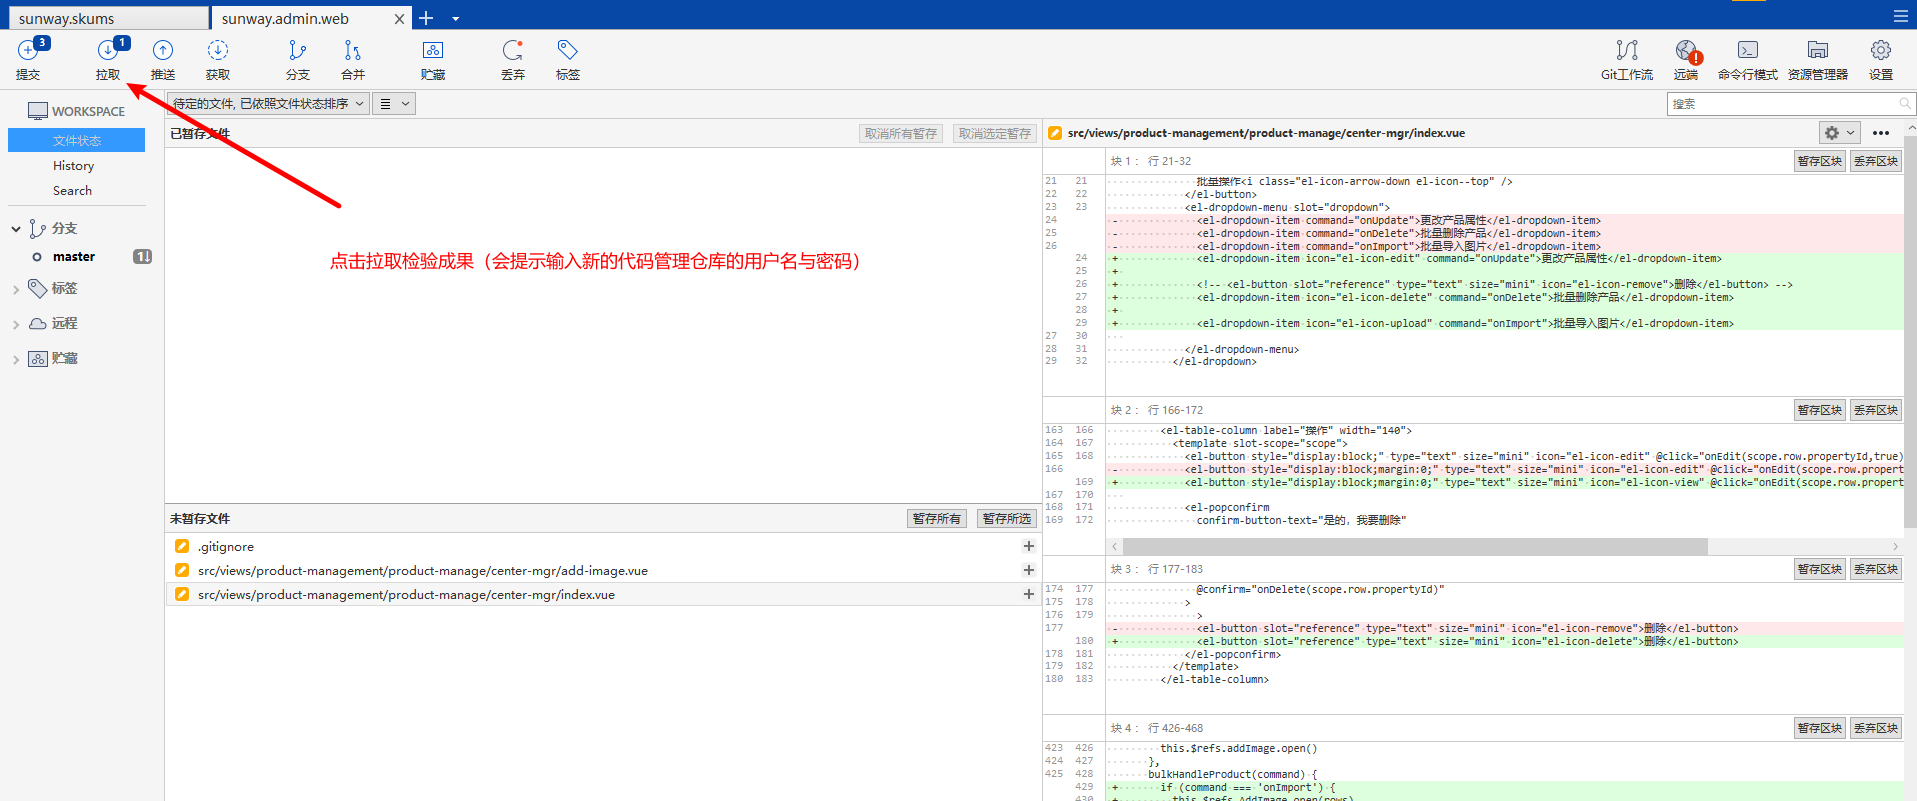 sunway.skums
sunway.admin.web
3
提交
1
拉取
推送
获取
分支
合并
贮藏
丢弃
标签
Git工作流
远端
命令行模式
资源管理器
设置
WORKSPACE
文件状态
History
Search
分支
master
1
标签
远程
贮藏
待定的文件, 已依照文件状态排序
搜索
已暂存文件
取消所有暂存
取消选定暂存
点击拉取检验成果（会提示输入新的代码管理仓库的用户名与密码）
未暂存文件
暂存所有
暂存所选
.gitignore
src/views/product-management/product-manage/center-mgr/add-image.vue
src/views/product-management/product-manage/center-mgr/index.vue
src/views/product-management/product-manage/center-mgr/index.vue
块 1： 行 21-32
暂存区块
丢弃区块
21 21 批量操作<i class="el-icon-arrow-down el-icon--top" />
22 22 </el-button>
23 23 <el-dropdown-menu slot="dropdown">
24 - <el-dropdown-item command="onUpdate">更改产品属性</el-dropdown-item>
25 - <el-dropdown-item command="onDelete">批量删除产品</el-dropdown-item>
26 - <el-dropdown-item command="onImport">批量导入图片</el-dropdown-item>
24 + <el-dropdown-item icon="el-icon-edit" command="onUpdate">更改产品属性</el-dropdown-item>
25 +
26 + <!-- <el-button slot="reference" type="text" size="mini" icon="el-icon-remove">删除</el-button> -->
27 + <el-dropdown-item icon="el-icon-delete" command="onDelete">批量删除产品</el-dropdown-item>
28 +
29 + <el-dropdown-item icon="el-icon-upload" command="onImport">批量导入图片</el-dropdown-item>
27 30
28 31 </el-dropdown-menu>
29 32 </el-dropdown>
块 2： 行 166-172
暂存区块
丢弃区块
163 166 <el-table-column label="操作" width="140">
164 167 <template slot-scope="scope">
165 168 <el-button style="display:block;" type="text" size="mini" icon="el-icon-edit" @click="onEdit(scope.row.propertyId,true)
166 - <el-button style="display:block;margin:0;" type="text" size="mini" icon="el-icon-edit" @click="onEdit(scope.row.propert
169 + <el-button style="display:block;margin:0;" type="text" size="mini" icon="el-icon-view" @click="onEdit(scope.row.propert
167 170
168 171 <el-popconfirm
169 172 confirm-button-text="是的，我要删除"
块 3： 行 177-183
暂存区块
丢弃区块
174 177 @confirm="onDelete(scope.row.propertyId)"
175 178 >
176 179 >
177 - <el-button slot="reference" type="text" size="mini" icon="el-icon-remove">删除</el-button>
180 + <el-button slot="reference" type="text" size="mini" icon="el-icon-delete">删除</el-button>
178 181 </el-popconfirm>
179 182 </template>
180 183 </el-table-column>
块 4： 行 426-468
暂存区块
丢弃区块
423 426 this.$refs.addImage.open()
424 427 },
425 428 bulkHandleProduct(command) {
429 + if (command === 'onImport') {
430 + this.$refs.AddImage.open(rows)